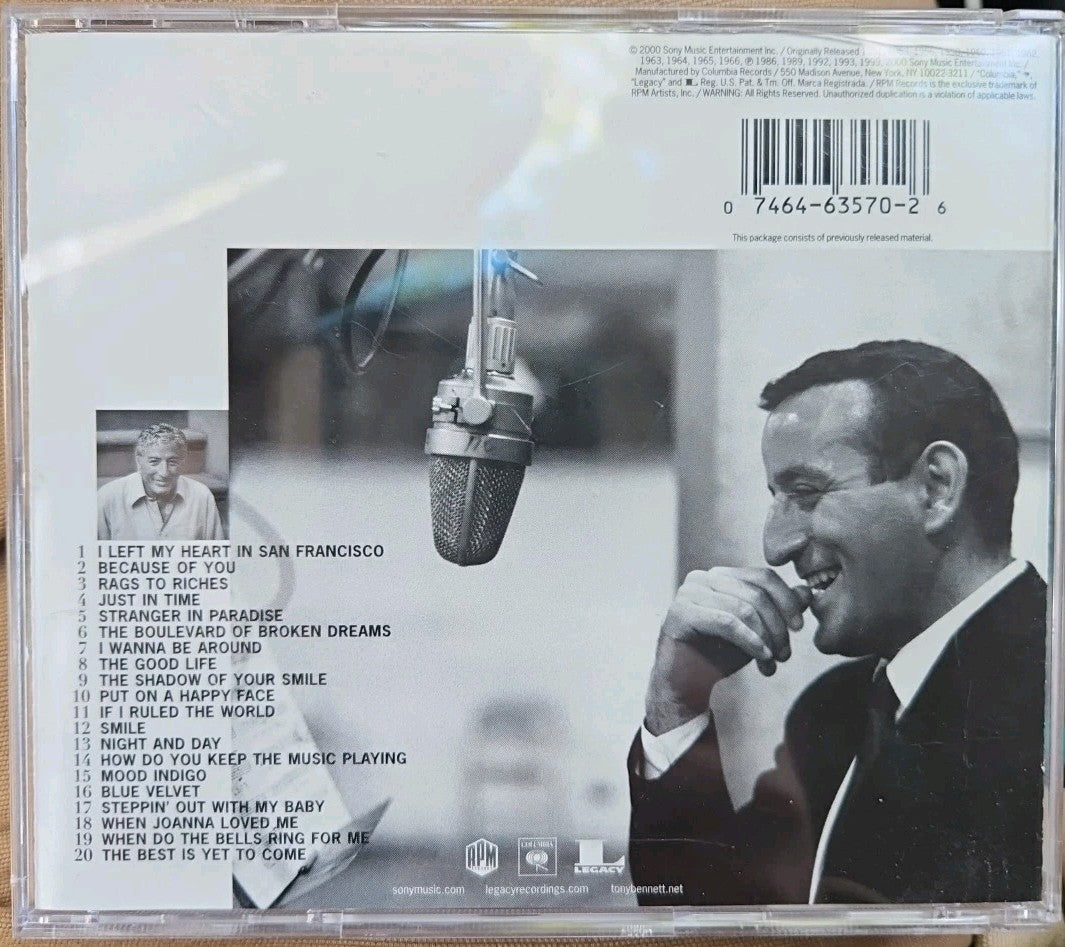 © 2000 Sony Music Entertainment Inc. / Originally Released
1963, 1964, 1965, 1966, ℗ 1986, 1989, 1992, 1993, 1999, 2000 Sony Music Entertainment Inc. /
Manufactured by Columbia Records / 550 Madison Avenue, New York, NY 10022-3211 / "Columbia,"
"Legacy" and L Reg. U.S. Pat. & Tm. Off. Marca Registrada. / RPM Records is the exclusive trademark of
RPM Artists, Inc. / WARNING: All Rights Reserved. Unauthorized duplication is a violation of applicable laws.
0 7464-63570-2 6
This package consists of previously released material.
1 I LEFT MY HEART IN SAN FRANCISCO
2 BECAUSE OF YOU
3 RAGS TO RICHES
4 JUST IN TIME
5 STRANGER IN PARADISE
6 THE BOULEVARD OF BROKEN DREAMS
7 I WANNA BE AROUND
8 THE GOOD LIFE
9 THE SHADOW OF YOUR SMILE
10 PUT ON A HAPPY FACE
11 IF I RULED THE WORLD
12 SMILE
13 NIGHT AND DAY
14 HOW DO YOU KEEP THE MUSIC PLAYING
15 MOOD INDIGO
16 BLUE VELVET
17 STEPPIN' OUT WITH MY BABY
18 WHEN JOANNA LOVED ME
19 WHEN DO THE BELLS RING FOR ME
20 THE BEST IS YET TO COME
RPM COLUMBIA L LEGACY
sonymusic.com legacyrecordings.com tonybennett.net